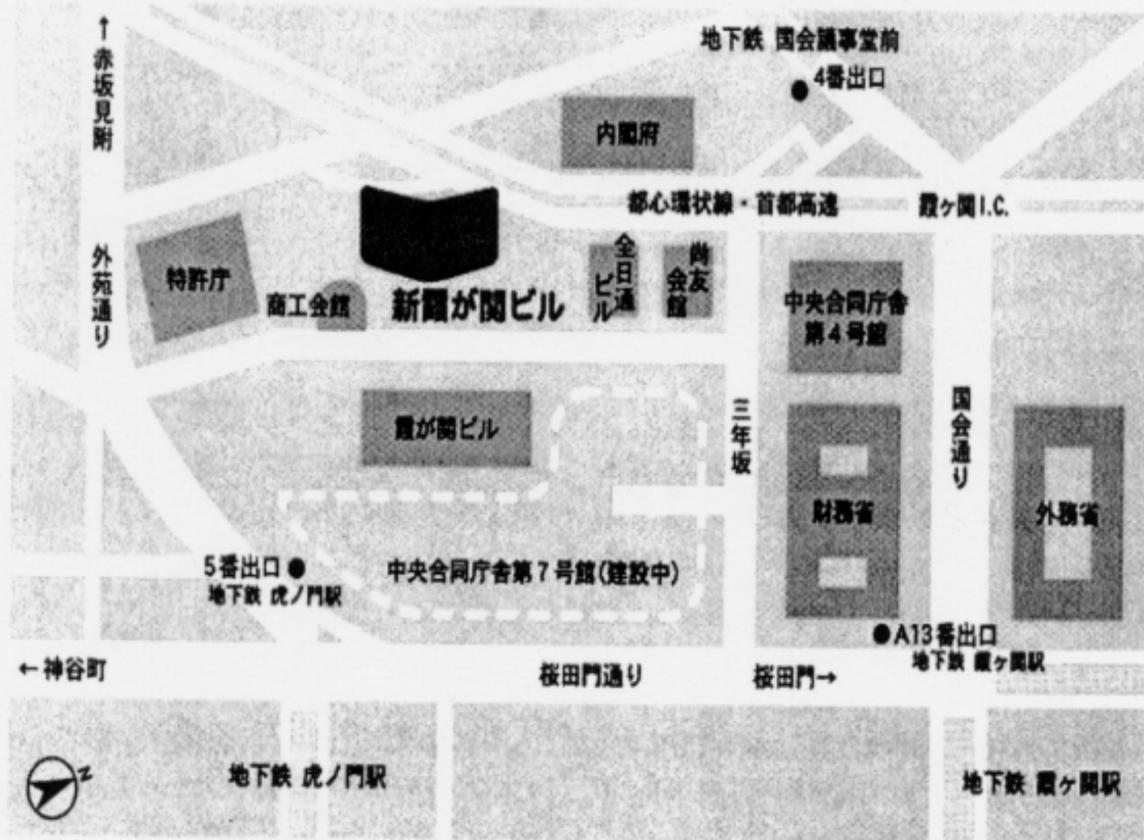 ↑赤坂見附
外苑通り
地下鉄 国会議事堂前
4番出口
内閣府
都心環状線・首都高速
霞ヶ関I.C.
特許庁
商工会館
新霞が関ビル
全日通
ビル
尚友
会館
中央合同庁舎
第4号館
霞が関ビル
三年坂
国会通り
財務省
外務省
5番出口
地下鉄 虎ノ門駅
中央合同庁舎第7号館(建設中)
A13番出口
地下鉄 霞ヶ関駅
←神谷町
桜田門通り
桜田門→
地下鉄 虎ノ門駅
地下鉄 霞ヶ関駅
N